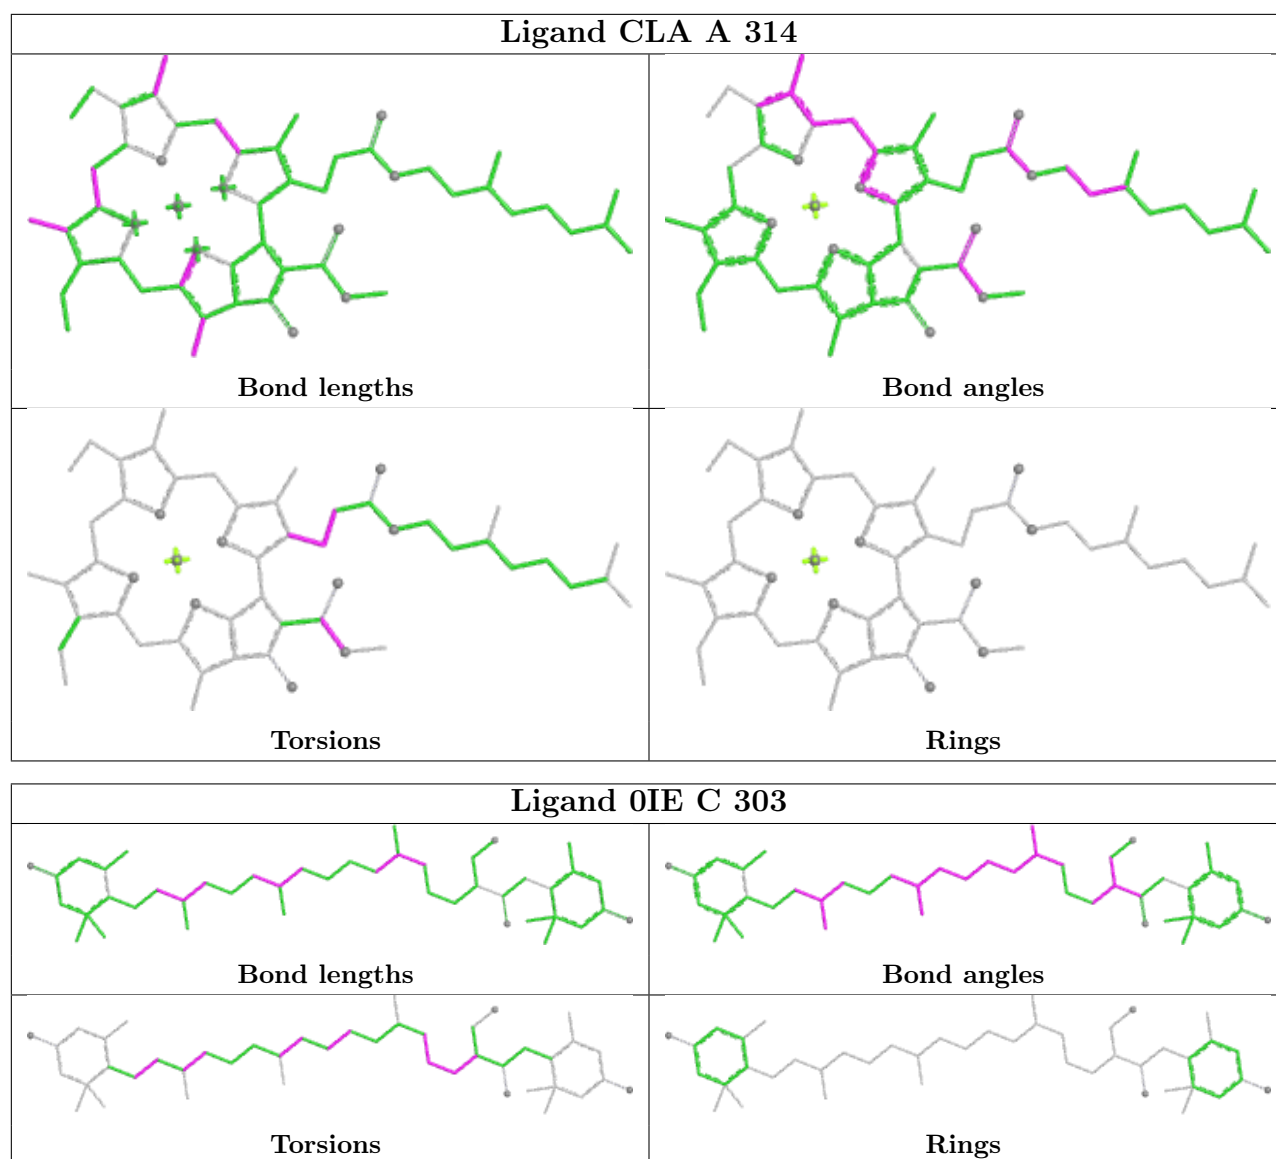 Ligand CLA A 314
Bond lengths
Bond angles
Torsions
Rings
Ligand 0IE C 303
Bond lengths
Bond angles
Torsions
Rings